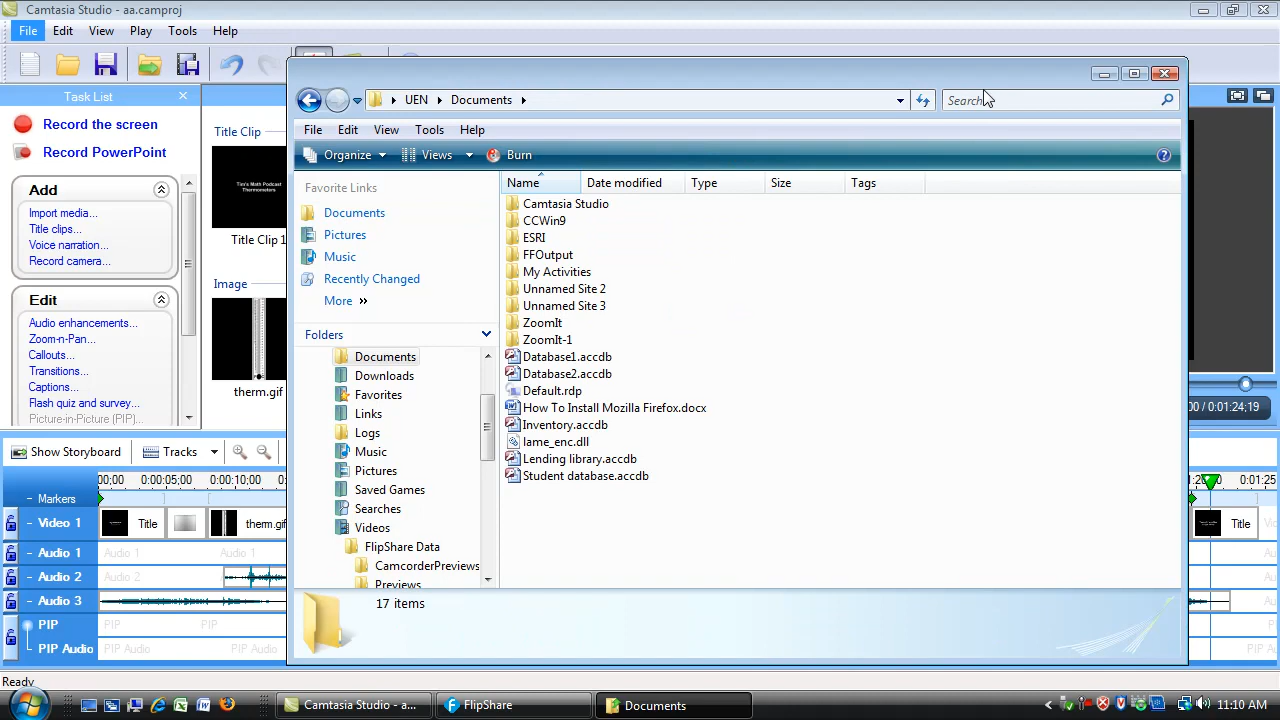 Camtasia Studio - aa.camproj
File Edit View Play Tools Help
Task List
Record the screen
Record PowerPoint
Add
Import media...
Title clips...
Voice narration...
Record camera...
Edit
Audio enhancements...
Zoom-n-Pan...
Callouts...
Transitions...
Captions...
Flash quiz and survey...
Picture-in-Picture (PIP)...
Title Clip
Tim's Math Podcast
Thermometers
Title Clip 1
Image
therm.gif
UEN Documents
Search
File Edit View Tools Help
Organize Views Burn
Favorite Links
Documents
Pictures
Music
Recently Changed
More »
Folders
Documents
Downloads
Favorites
Links
Logs
Music
Pictures
Saved Games
Searches
Videos
FlipShare Data
CamcorderPreviews
Previews
Name Date modified Type Size Tags
Camtasia Studio
CCWin9
ESRI
FFOutput
My Activities
Unnamed Site 2
Unnamed Site 3
ZoomIt
ZoomIt-1
Database1.accdb
Database2.accdb
Default.rdp
How To Install Mozilla Firefox.docx
Inventory.accdb
lame_enc.dll
Lending library.accdb
Student database.accdb
17 items
00 / 0:01:24;19
Show Storyboard Tracks
00;00 0:00:05;00 0:00:10;00 0:01:25
Markers
Video 1 Title therm.gif Title
Audio 1 Audio 1 Audio 1
Audio 2 Audio 2
Audio 3
PIP PIP PIP PIP
PIP Audio PIP Audio PIP Audio PIP A
Ready
Camtasia Studio - a... FlipShare Documents 11:10 AM